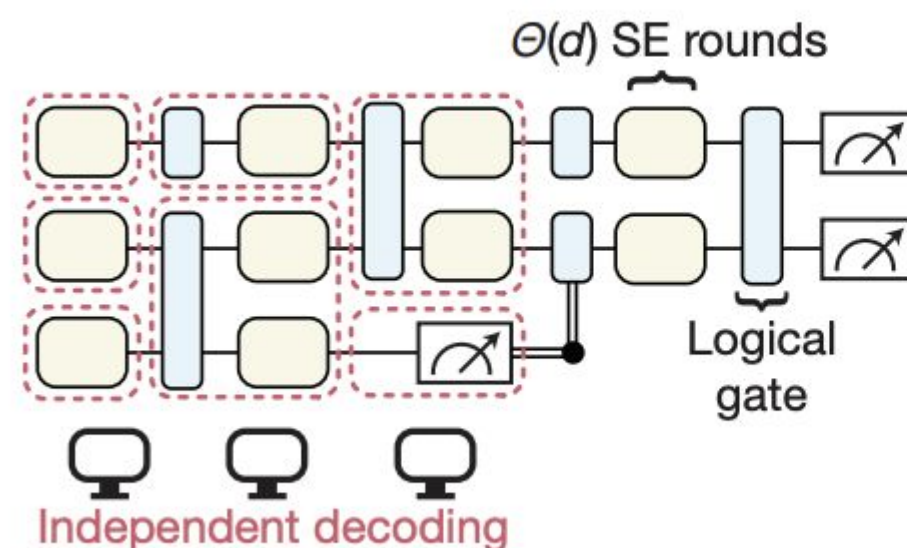 Θ(d) SE rounds
Logical
gate
Independent decoding